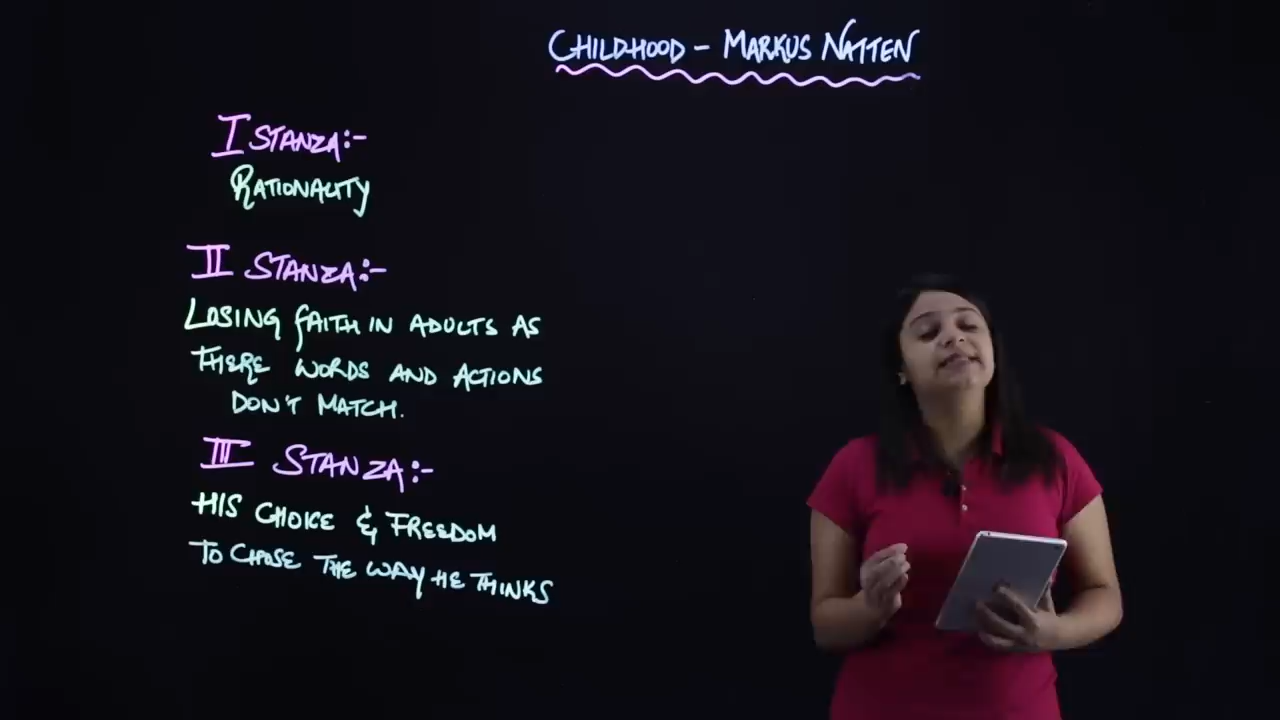 CHILDHOOD - MARKUS NATTEN
I STANZA:-
RATIONALITY
II STANZA:-
LOSING FAITH IN ADULTS AS
THERE WORDS AND ACTIONS
DON'T MATCH.
III STANZA:-
HIS CHOICE & FREEDOM
TO CHOSE THE WAY HE THINKS